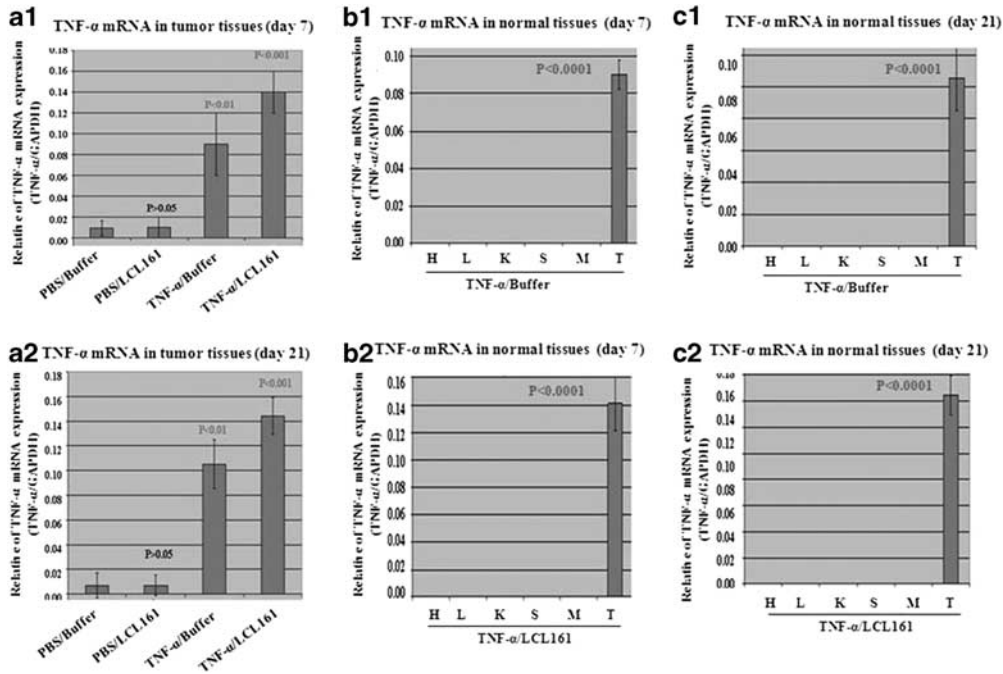 a1
TNF-α mRNA in tumor tissues (day 7)
Relative of TNF-α mRNA expression
(TNF-α/GAPDH)
0.18
0.16
0.14
0.12
0.10
0.08
0.06
0.04
0.02
0.00
P>0.05
P<0.01
P<0.001
PBS/Buffer
PBS/LCL161
TNF-α/Buffer
TNF-α/LCL161
b1
TNF-α mRNA in normal tissues (day 7)
Relative of TNF-α mRNA expression
(TNF-α/GAPDH)
0.10
0.08
0.06
0.04
0.02
0.00
P<0.0001
H L K S M T
TNF-α/Buffer
c1
TNF-α mRNA in normal tissues (day 21)
Relative of TNF-α mRNA expression
(TNF-α/GAPDH)
0.10
0.08
0.06
0.04
0.02
0.00
P<0.0001
H L K S M T
TNF-α/Buffer
a2
TNF-α mRNA in tumor tissues (day 21)
Relative of TNF-α mRNA expression
(TNF-α/GAPDH)
0.18
0.16
0.14
0.12
0.10
0.08
0.06
0.04
0.02
0.00
P>0.05
P<0.01
P<0.001
PBS/Buffer
PBS/LCL161
TNF-α/Buffer
TNF-α/LCL161
b2
TNF-α mRNA in normal tissues (day 7)
Relative of TNF-α mRNA expression
(TNF-α/GAPDH)
0.16
0.14
0.12
0.10
0.08
0.06
0.04
0.02
0.00
P<0.0001
H L K S M T
TNF-α/LCL161
c2
TNF-α mRNA in normal tissues (day 21)
Relative of TNF-α mRNA expression
(TNF-α/GAPDH)
0.18
0.16
0.14
0.12
0.10
0.08
0.06
0.04
0.02
0.00
P<0.0001
H L K S M T
TNF-α/LCL161